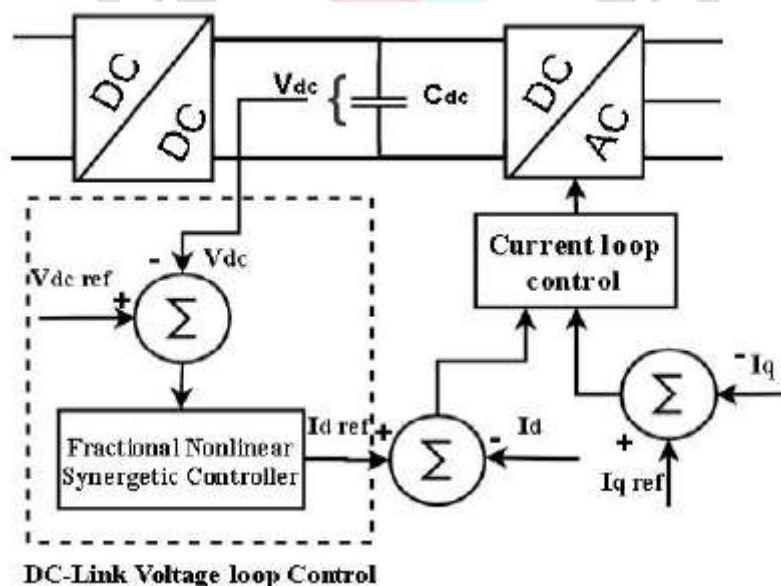 DC
DC
Vdc
{
Cdc
DC
AC
Current loop
control
-
Vdc
Vdc ref
+
Σ
Fractional Nonlinear
Synergetic Controller
Id ref
+
Σ
-
Id
Σ
-
Iq
+
Iq ref
DC-Link Voltage loop Control